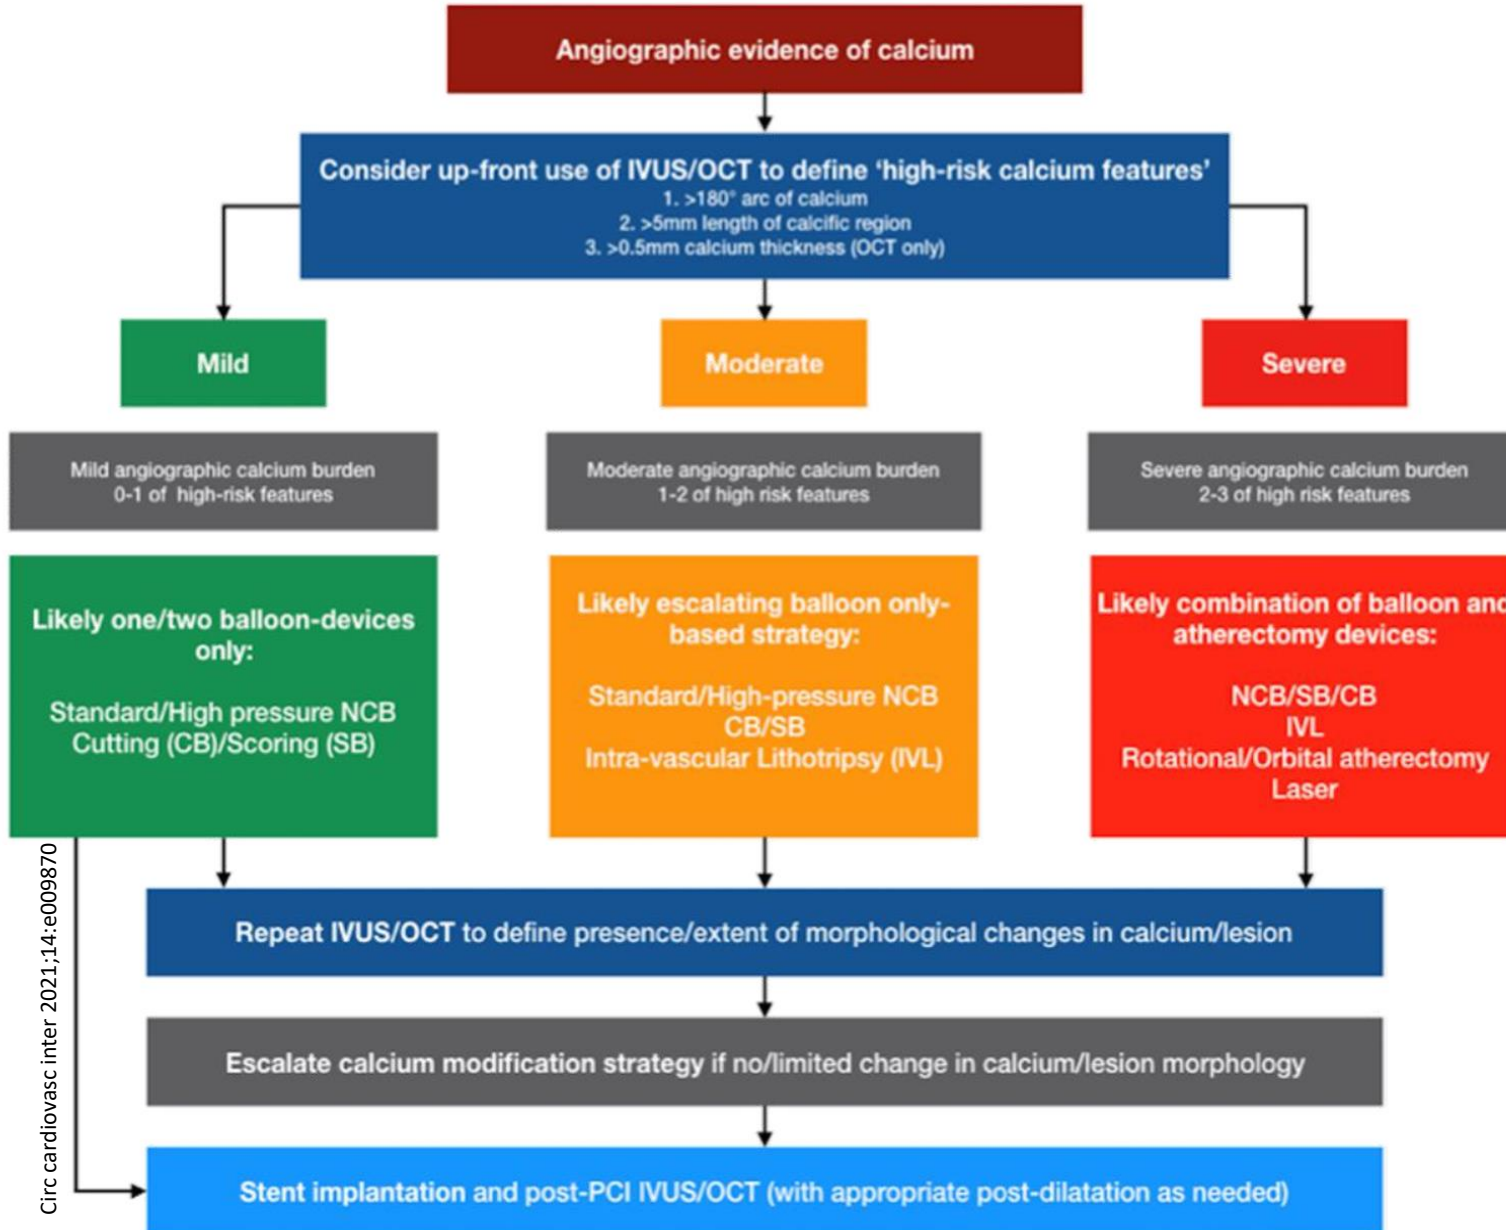 Angiographic evidence of calcium
Consider up-front use of IVUS/OCT to define ‘high-risk calcium features’
1. >180° arc of calcium
2. >5mm length of calcific region
3. >0.5mm calcium thickness (OCT only)
Mild
Moderate
Severe
Mild angiographic calcium burden
0-1 of high-risk features
Moderate angiographic calcium burden
1-2 of high risk features
Severe angiographic calcium burden
2-3 of high risk features
Likely one/two balloon-devices
only:
Standard/High pressure NCB
Cutting (CB)/Scoring (SB)
Likely escalating balloon only-
based strategy:
Standard/High-pressure NCB
CB/SB
Intra-vascular Lithotripsy (IVL)
Likely combination of balloon and
atherectomy devices:
NCB/SB/CB
IVL
Rotational/Orbital atherectomy
Laser
Repeat IVUS/OCT to define presence/extent of morphological changes in calcium/lesion
Escalate calcium modification strategy if no/limited change in calcium/lesion morphology
Stent implantation and post-PCI IVUS/OCT (with appropriate post-dilatation as needed)
Circ cardiovasc inter 2021;14:e009870